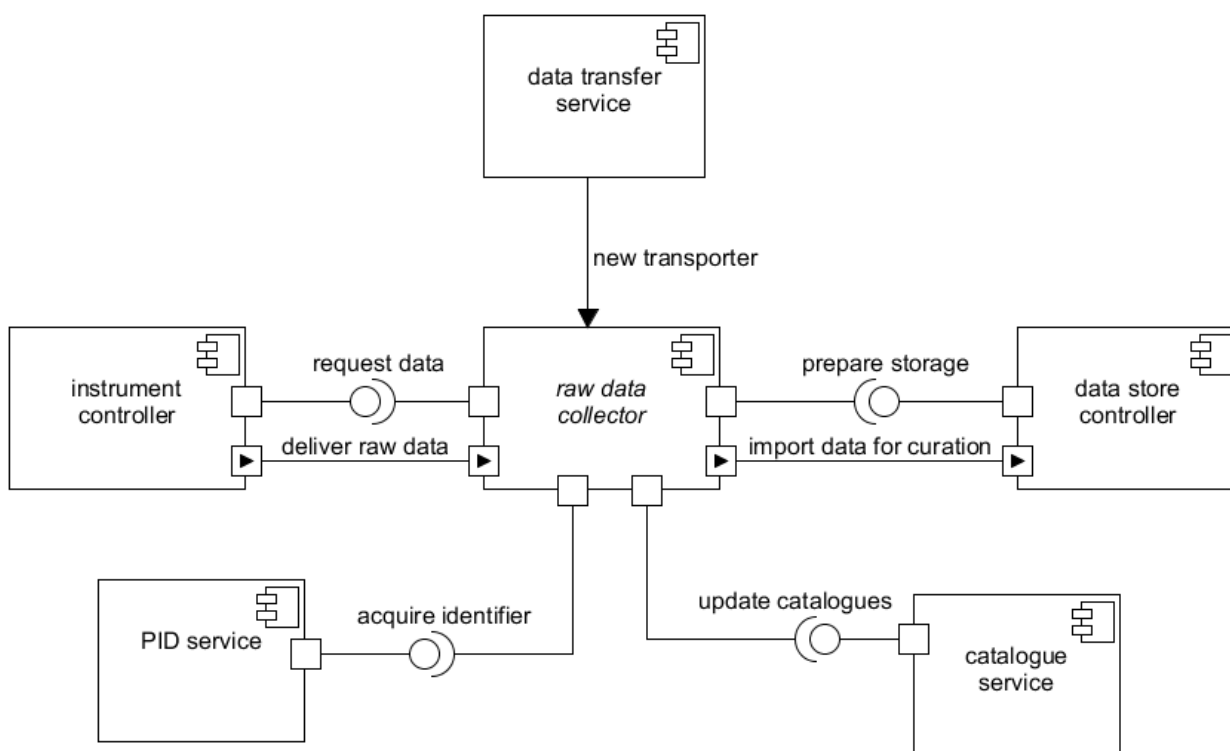 data transfer
service
new transporter
instrument
controller
request data
deliver raw data
raw data
collector
prepare storage
import data for curation
data store
controller
PID service
acquire identifier
update catalogues
catalogue
service